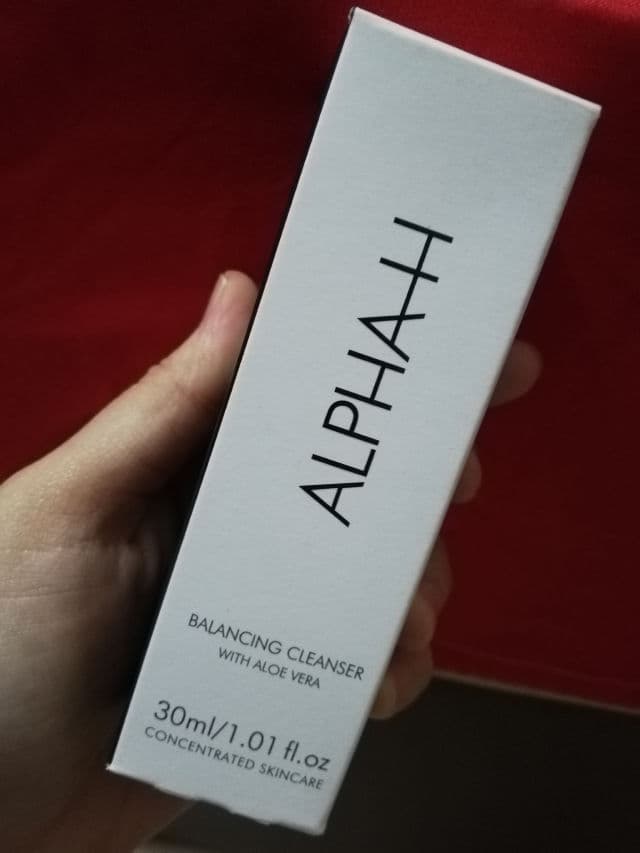 ALPHA-H
BALANCING CLEANSER
WITH ALOE VERA
30ml/1.01 fl.oz
CONCENTRATED SKINCARE